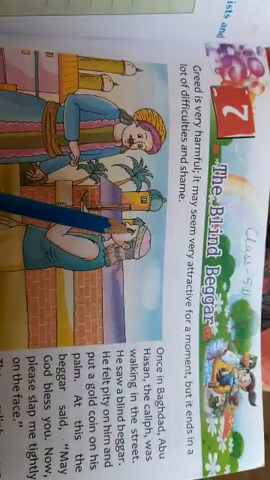 ists and
7
The Blind Beggar
Class-5th
Greed is very harmful; it may seem very attractive for a moment, but it ends in a
lot of difficulties and shame.
Once in Baghdad, Abu
Hasan, the caliph, was
walking in the street.
He saw a blind beggar.
He felt pity on him and
put a gold coin on his
palm. At this the
beggar said, "May
God bless you. Now,
please slap me tightly
on the face."